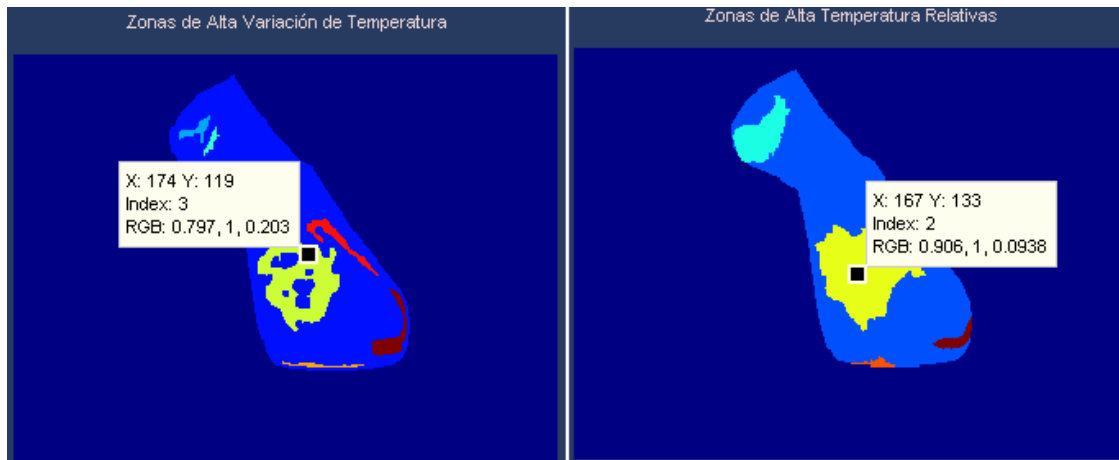 Zonas de Alta Variación de Temperatura
X: 174 Y: 119
Index: 3
RGB: 0.797, 1, 0.203
Zonas de Alta Temperatura Relativas
X: 167 Y: 133
Index: 2
RGB: 0.906, 1, 0.0938